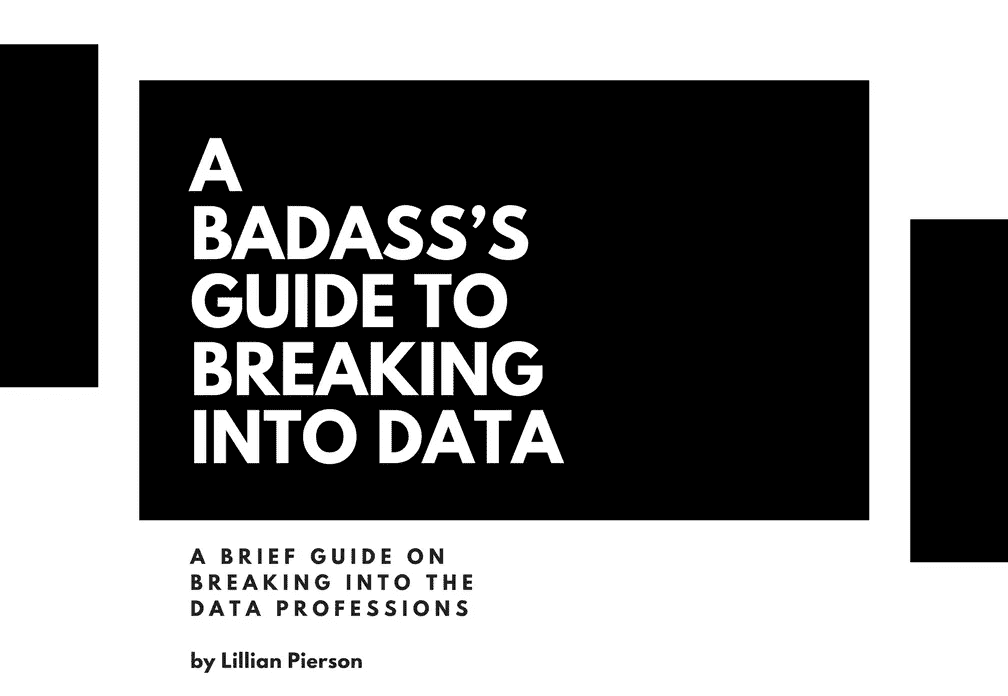 A
BADASS’S
GUIDE TO
BREAKING
INTO DATA
A BRIEF GUIDE ON
BREAKING INTO THE
DATA PROFESSIONS
by Lillian Pierson